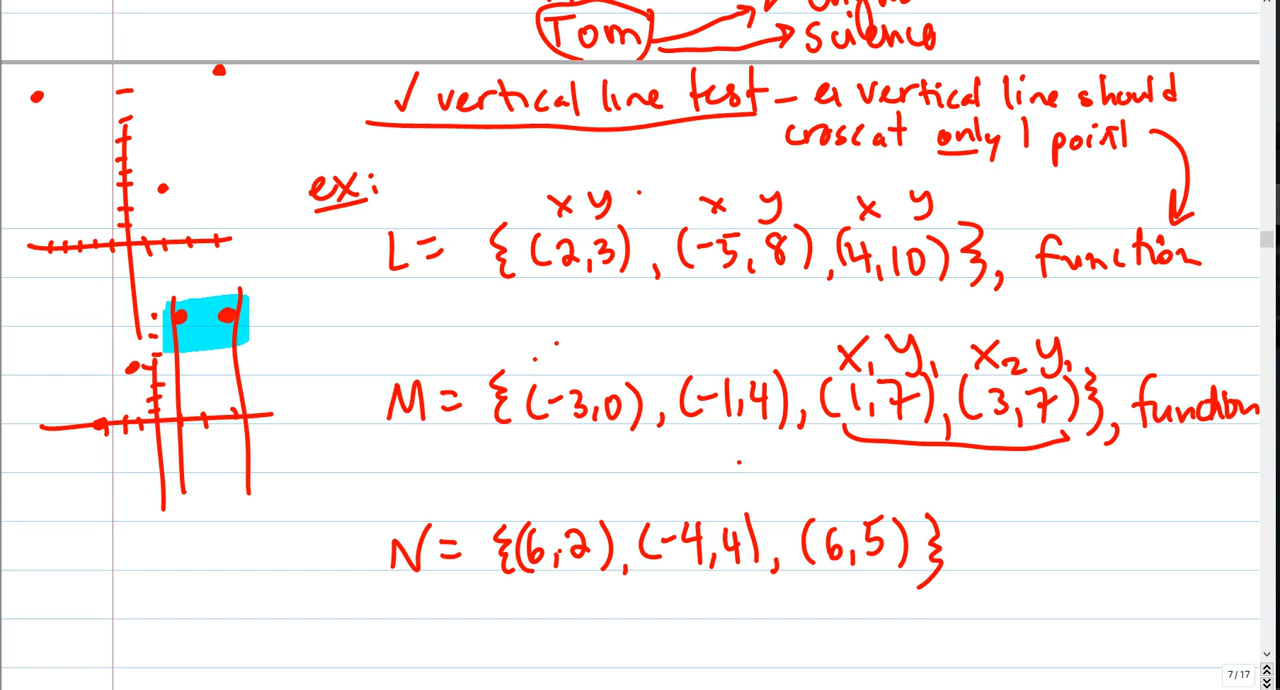 Tom science
√ vertical line test - a vertical line should
cross at only 1 point
ex:
x y x y x y
L = {(2,3), (-5,8), (4,10)}, function
x₁ y₁ x₂ y₁
M = {(-3,0), (-1,4), (1,7), (3,7)}, function
N = {(6,2), (-4,4), (6,5)}
7 / 17